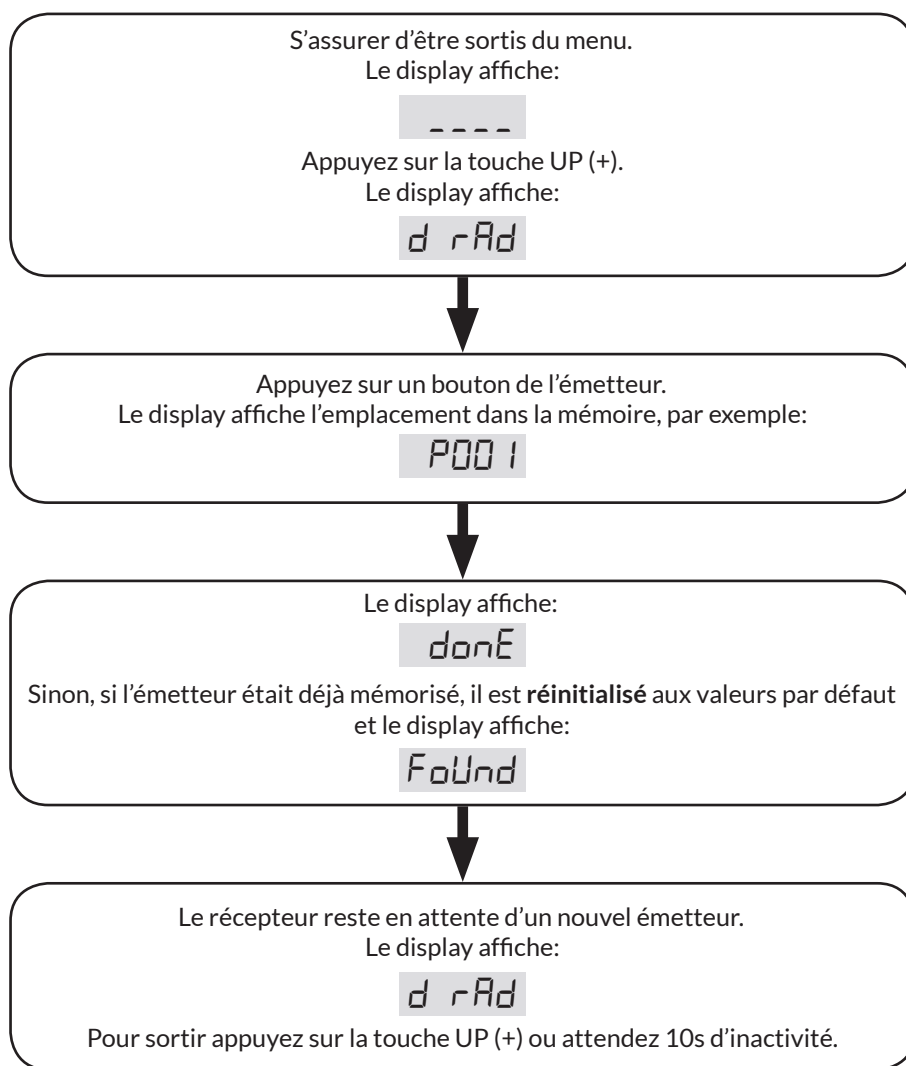 S’assurer d’être sortis du menu.
Le display affiche:
_ _ _ _
Appuyez sur la touche UP (+).
Le display affiche:
d rAd
Appuyez sur un bouton de l’émetteur.
Le display affiche l’emplacement dans la mémoire, par exemple:
P001
Le display affiche:
donE
Sinon, si l’émetteur était déjà mémorisé, il est réinitialisé aux valeurs par défaut
et le display affiche:
FoUnd
Le récepteur reste en attente d’un nouvel émetteur.
Le display affiche:
d rAd
Pour sortir appuyez sur la touche UP (+) ou attendez 10s d’inactivité.